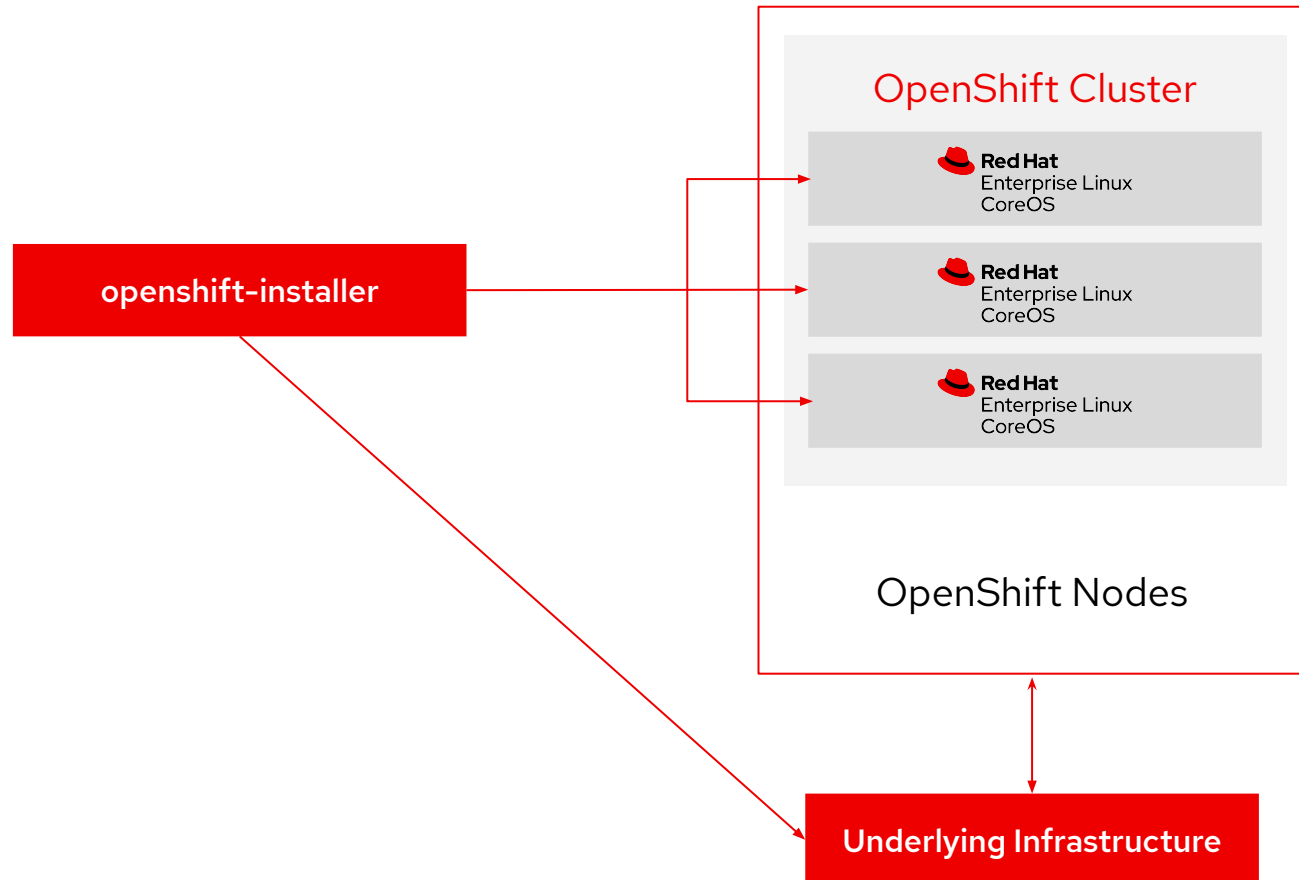 OpenShift Cluster
Red Hat
Enterprise Linux
CoreOS
openshift-installer
Red Hat
Enterprise Linux
CoreOS
Red Hat
Enterprise Linux
CoreOS
OpenShift Nodes
Underlying Infrastructure